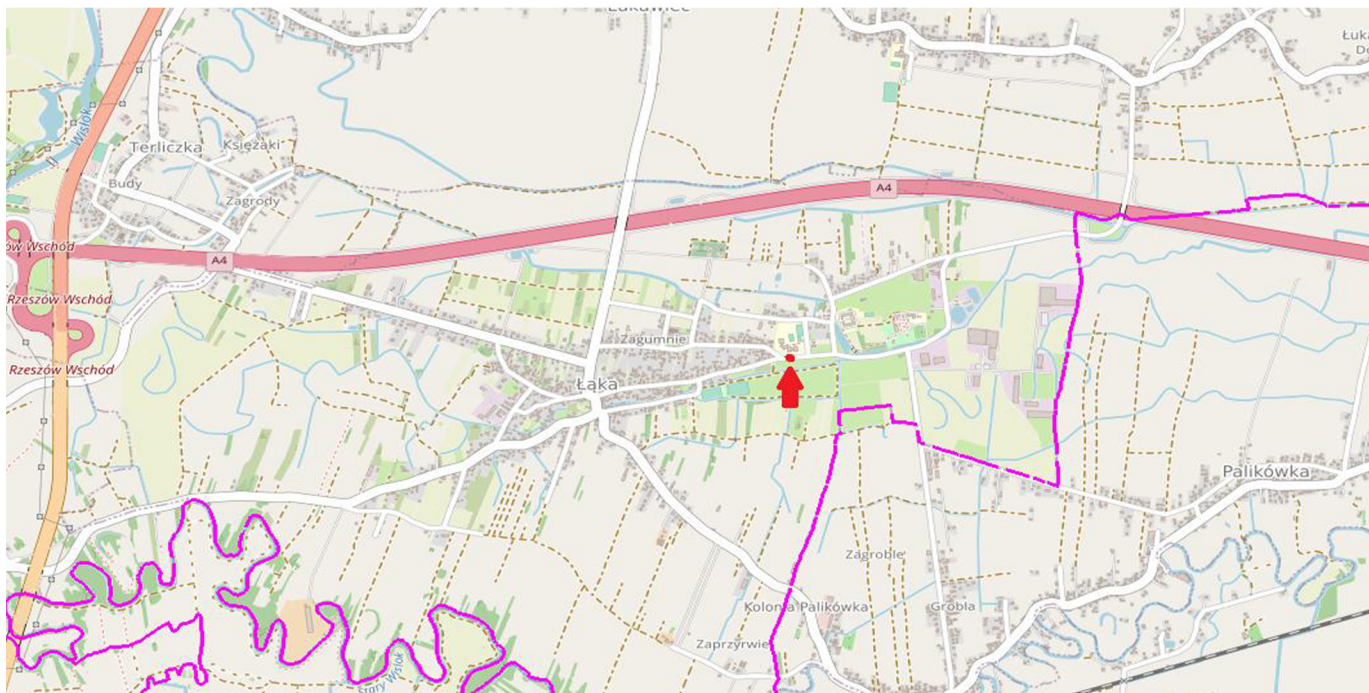 Łukawiec
Wisłok
Terliczka
Księżaki
Budy
Zagrody
A4
ów Wschód
A4
Rzeszów Wschód
Zagumnie
Rzeszów Wschód
Łąka
Palikówka
Zagroble
Kolonia Palikówka
Grobla
Zaprzyrwie
Stary Wisłok